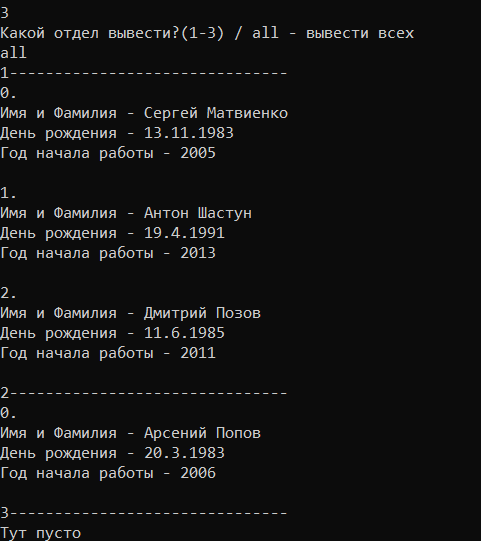 3
Какой отдел вывести?(1-3) / all - вывести всех
all
1-------------------------------
0.
Имя и Фамилия - Сергей Матвиенко
День рождения - 13.11.1983
Год начала работы - 2005
1.
Имя и Фамилия - Антон Шастун
День рождения - 19.4.1991
Год начала работы - 2013
2.
Имя и Фамилия - Дмитрий Позов
День рождения - 11.6.1985
Год начала работы - 2011
2-------------------------------
0.
Имя и Фамилия - Арсений Попов
День рождения - 20.3.1983
Год начала работы - 2006
3-------------------------------
Тут пусто